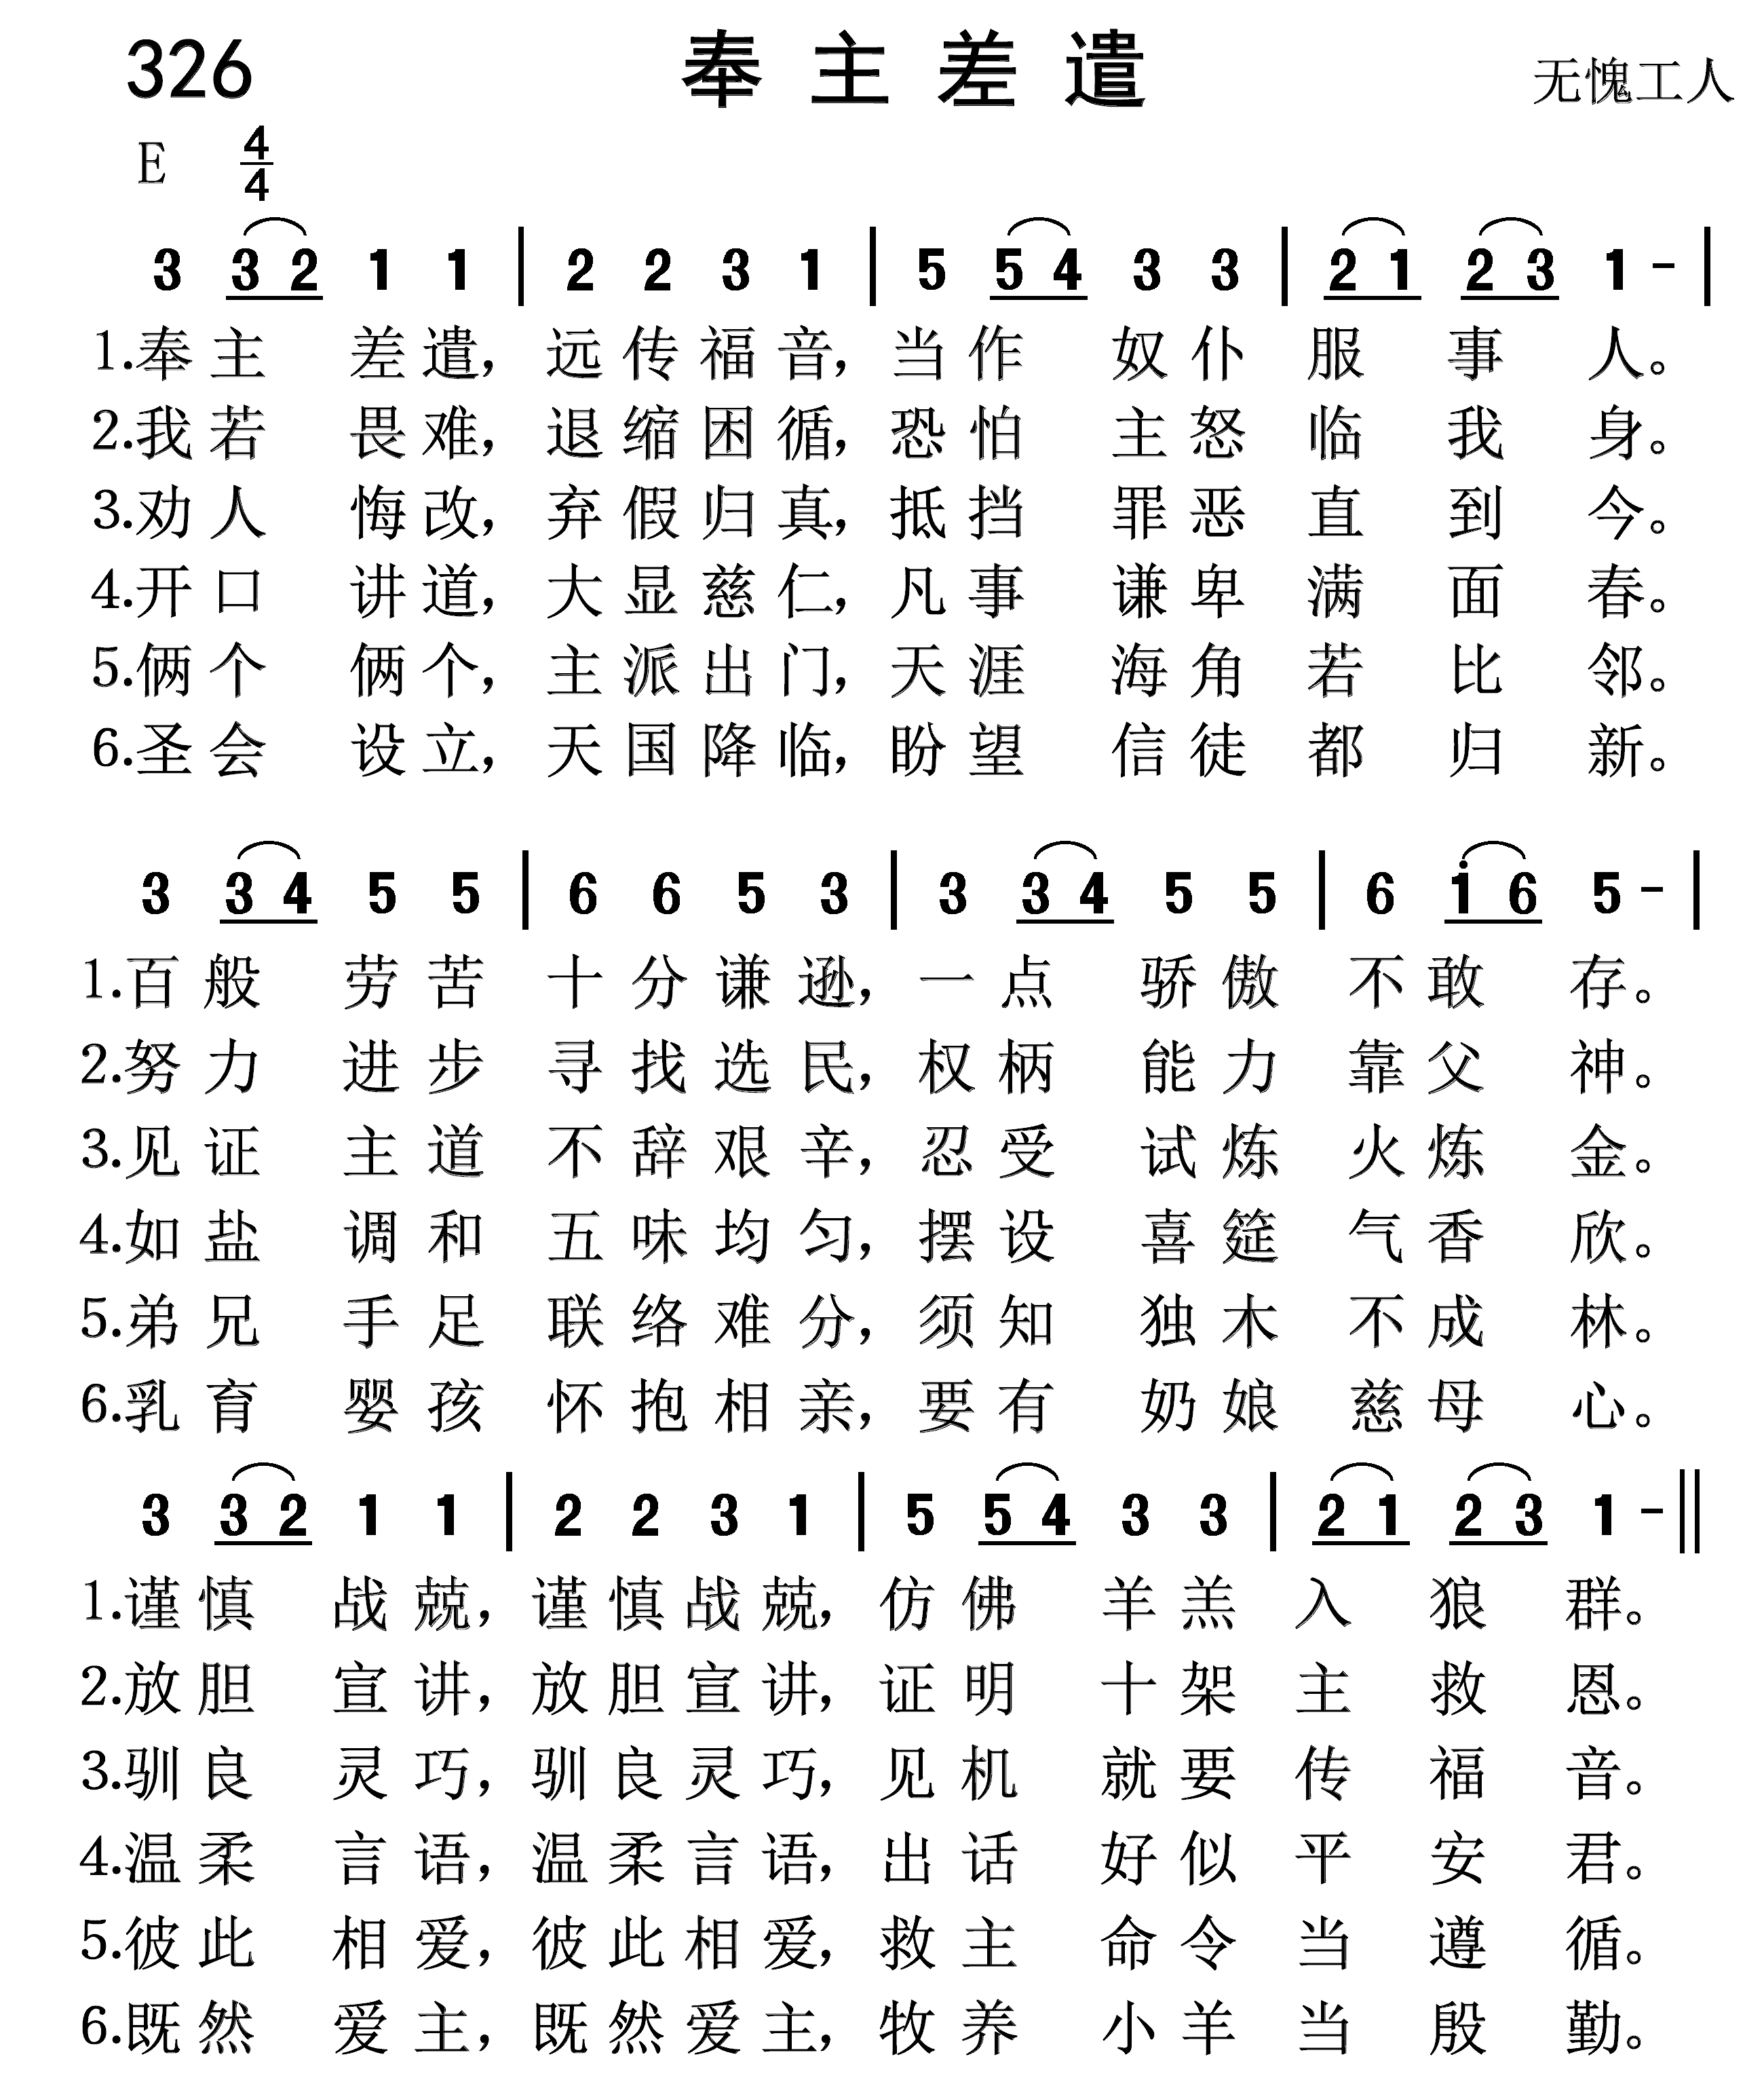 326 奉主差遣 无愧工人
E 4/4
3 3 2 1 1 | 2 2 3 1 | 5 5 4 3 3 | 2 1 2 3 1 - |
1.奉主差遣，远传福音，当作奴仆服事人。
2.我若畏难，退缩困循，恐怕主怒临我身。
3.劝人悔改，弃假归真，抵挡罪恶直到今。
4.开口讲道，大显慈仁，凡事谦卑满面春。
5.俩个俩个，主派出门，天涯海角若比邻。
6.圣会设立，天国降临，盼望信徒都归新。
3 3 4 5 5 | 6 6 5 3 | 3 3 4 5 5 | 6 i 6 5 - |
1.百般劳苦十分谦逊，一点骄傲不敢存。
2.努力进步寻找选民，权柄能力靠父神。
3.见证主道不辞艰辛，忍受试炼火炼金。
4.如盐调和五味均匀，摆设喜筵气香欣。
5.弟兄手足联络难分，须知独木不成林。
6.乳育婴孩怀抱相亲，要有奶娘慈母心。
3 3 2 1 1 | 2 2 3 1 | 5 5 4 3 3 | 2 1 2 3 1 - ‖
1.谨慎战兢，谨慎战兢，仿佛羊羔入狼群。
2.放胆宣讲，放胆宣讲，证明十架主救恩。
3.驯良灵巧，驯良灵巧，见机就要传福音。
4.温柔言语，温柔言语，出话好似平安君。
5.彼此相爱，彼此相爱，救主命令当遵循。
6.既然爱主，既然爱主，牧养小羊当殷勤。